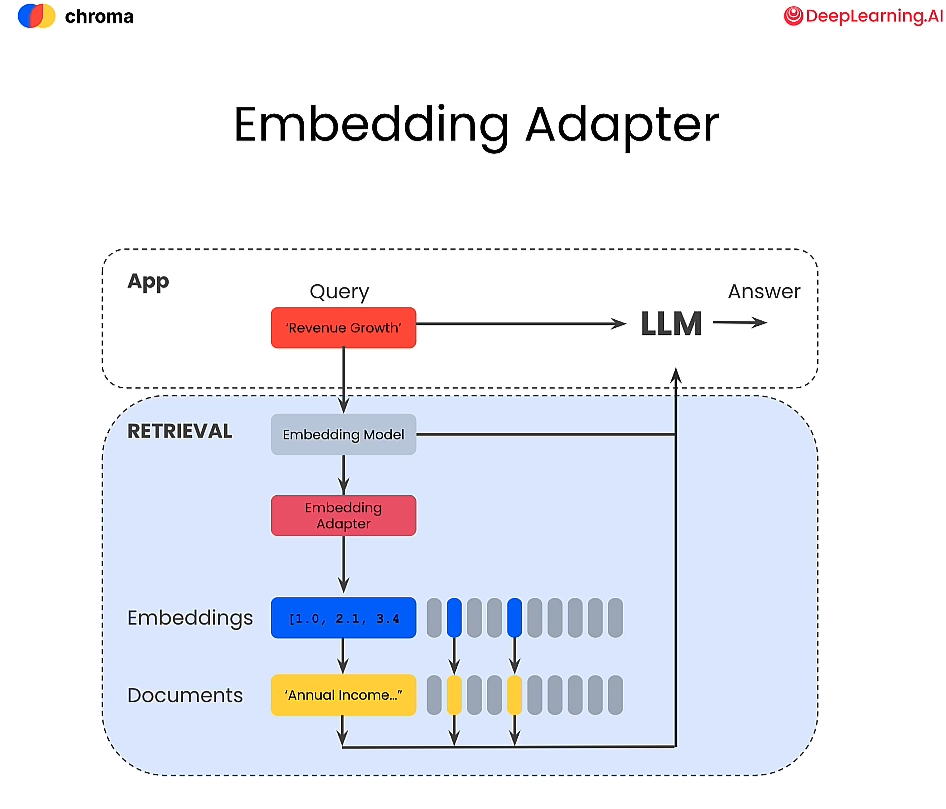 chroma
DeepLearning.AI
Embedding Adapter
App
Query
Answer
'Revenue Growth'
LLM
RETRIEVAL
Embedding Model
Embedding
Adapter
Embeddings
[1.0, 2.1, 3.4
Documents
'Annual Income…"